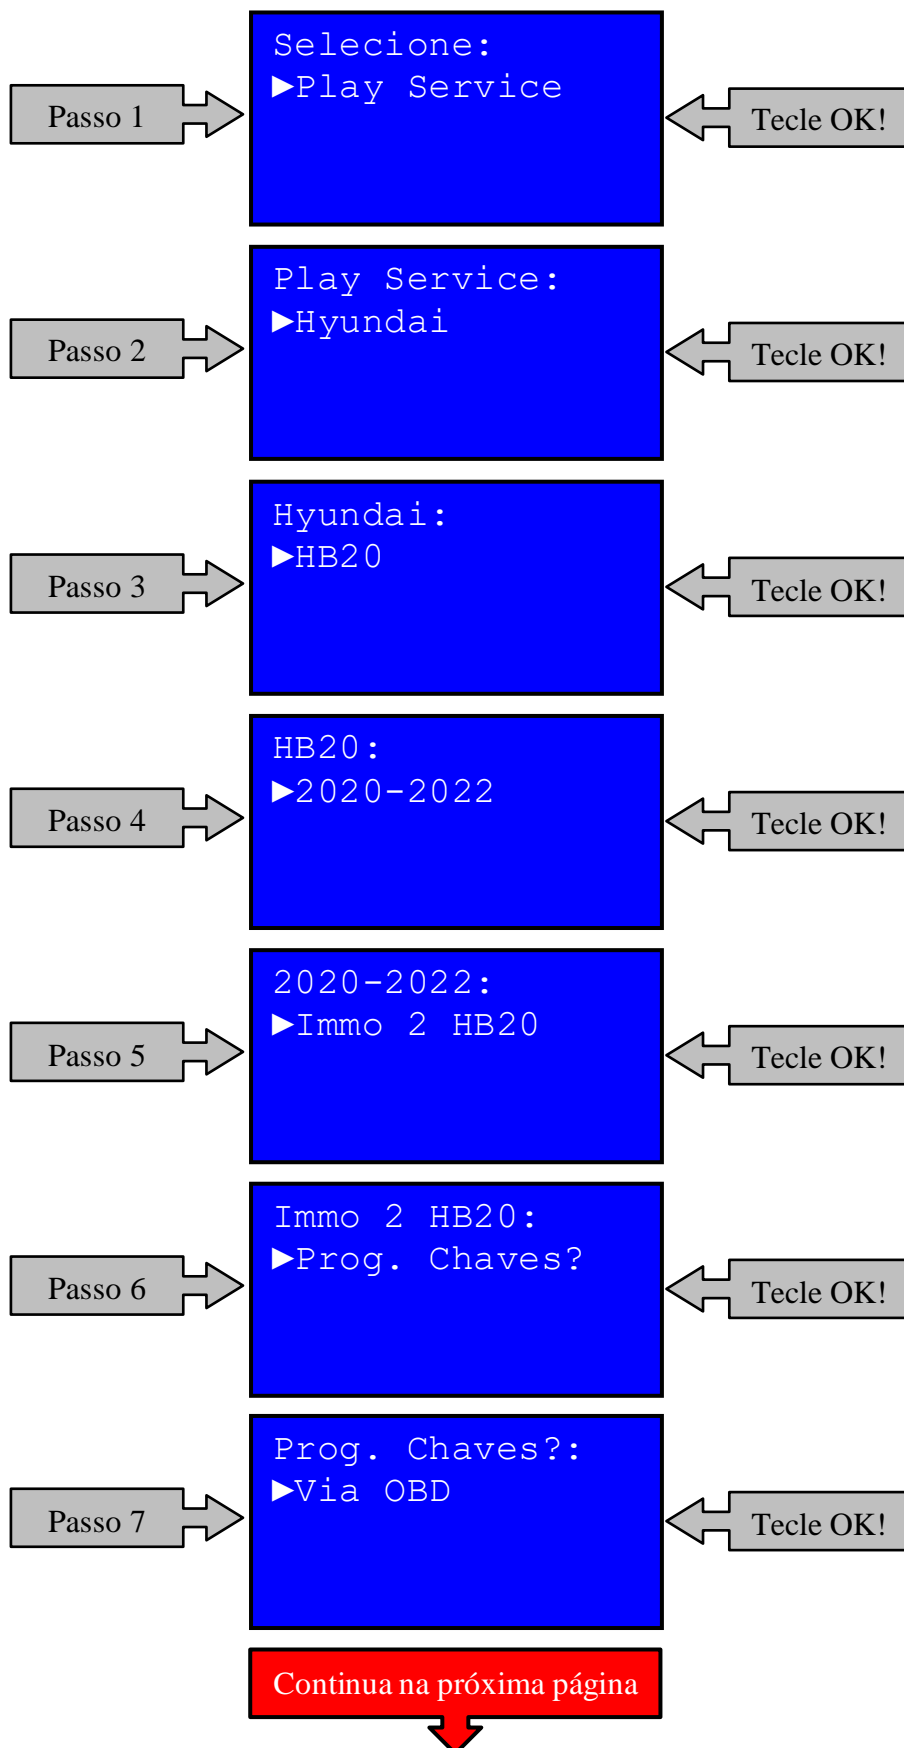 Selecione:
►Play Service
Passo 1
Tecle OK!
Play Service:
►Hyundai
Passo 2
Tecle OK!
Hyundai:
►HB20
Passo 3
Tecle OK!
HB20:
►2020-2022
Passo 4
Tecle OK!
2020-2022:
►Immo 2 HB20
Passo 5
Tecle OK!
Immo 2 HB20:
►Prog. Chaves?
Passo 6
Tecle OK!
Prog. Chaves?:
►Via OBD
Passo 7
Tecle OK!
Continua na próxima página